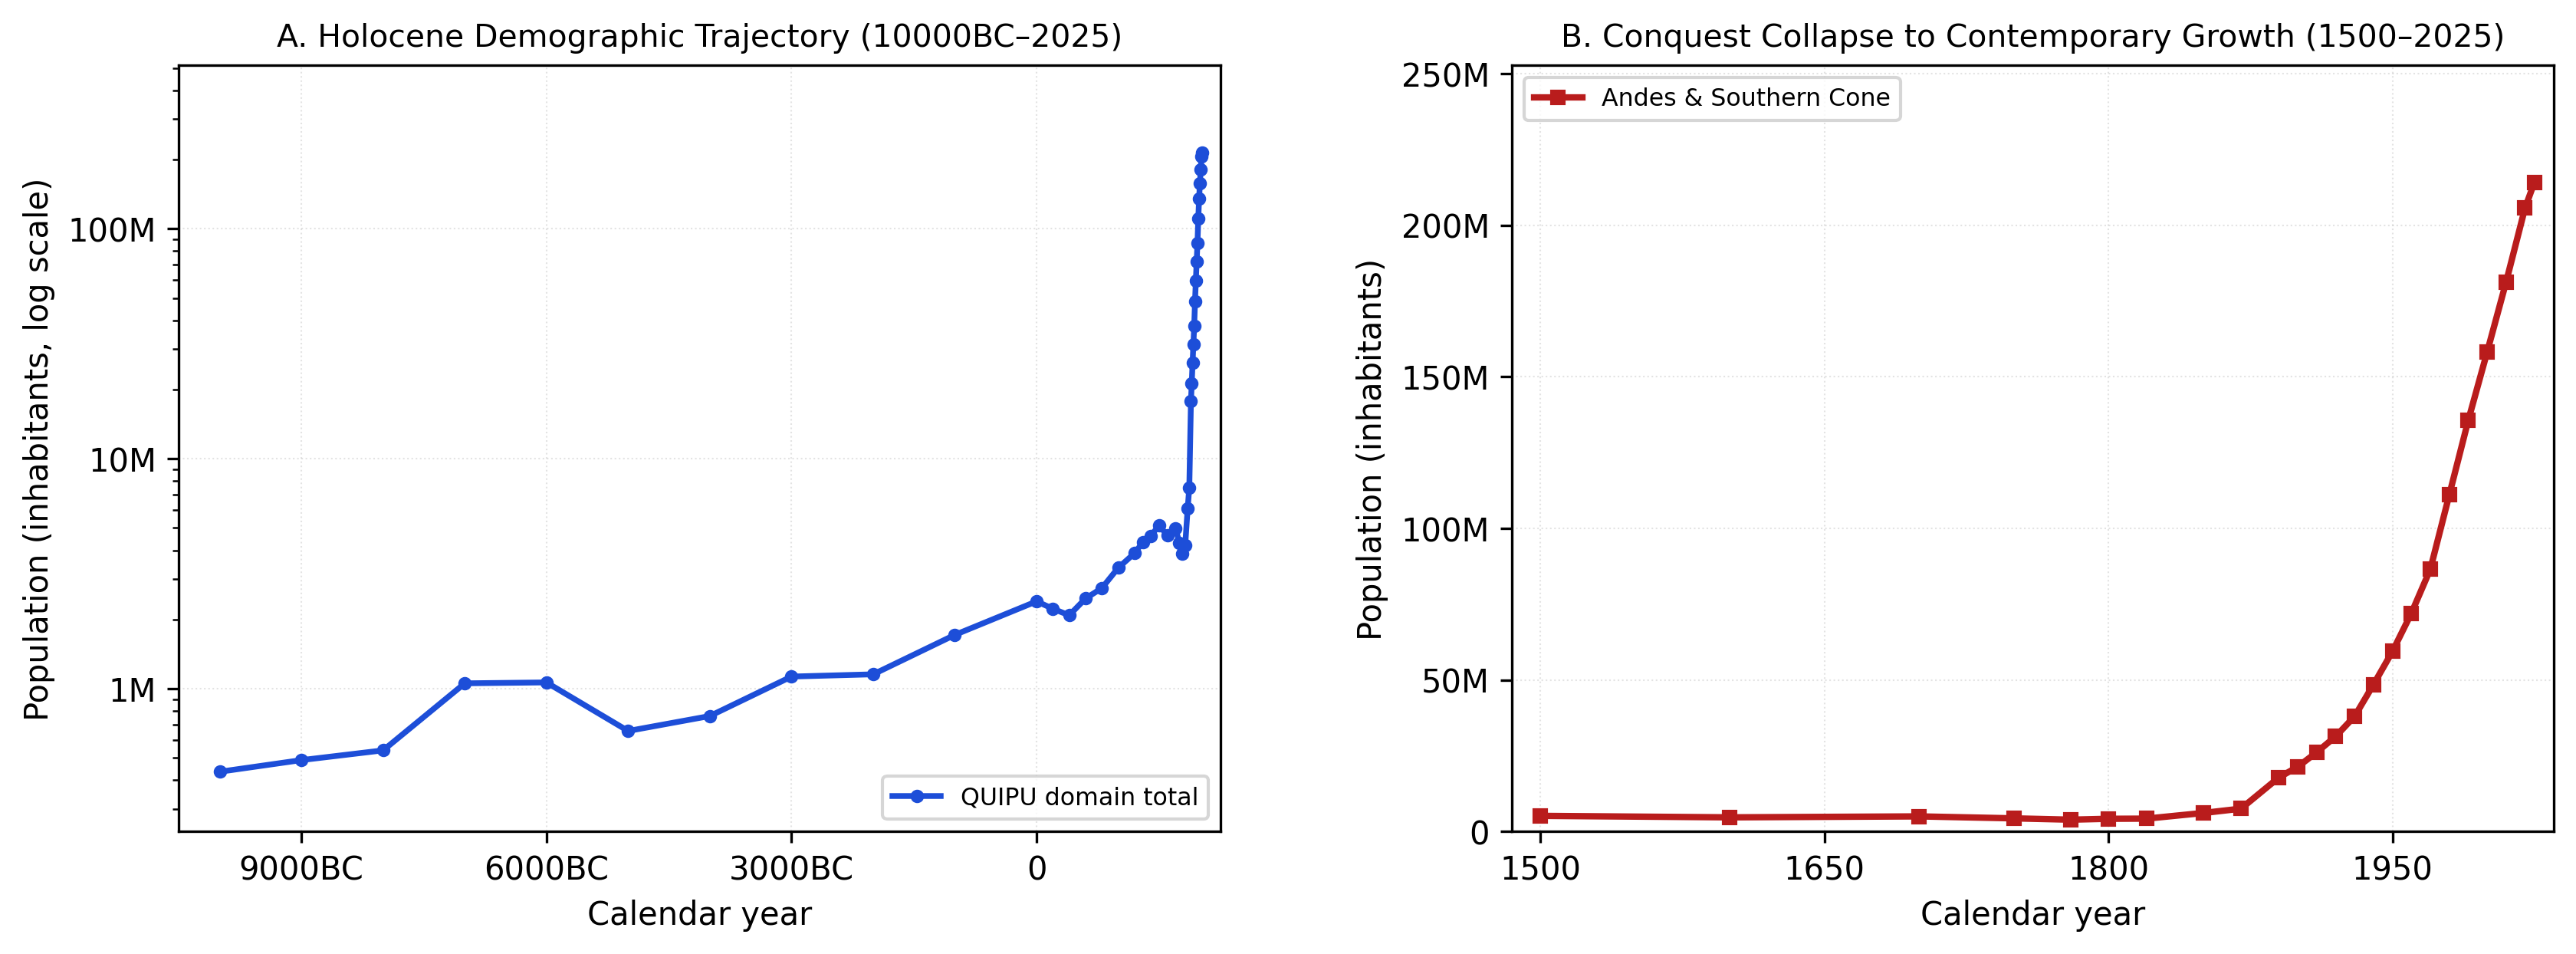 A. Holocene Demographic Trajectory (10000BC–2025)
Population (inhabitants, log scale)
100M
10M
1M
9000BC
6000BC
3000BC
0
Calendar year
QUIPU domain total
B. Conquest Collapse to Contemporary Growth (1500–2025)
Population (inhabitants)
250M
200M
150M
100M
50M
0
1500
1650
1800
1950
Calendar year
Andes & Southern Cone